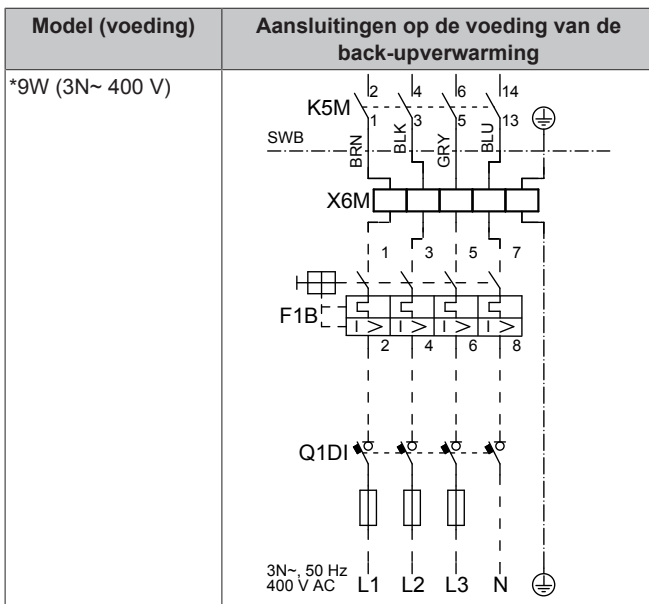 Model (voeding)
Aansluitingen op de voeding van de
back-upverwarming
*9W (3N~ 400 V)
2 4 6 14
K5M
1 3 5 13
SWB
BRN BLK GRY BLU
X6M
1 3 5 7
F1B
I > I > I > I >
2 4 6 8
Q1DI
3N~, 50 Hz
400 V AC
L1 L2 L3 N